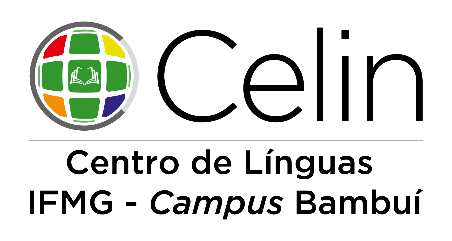 Celin
Centro de Línguas
IFMG - Campus Bambuí